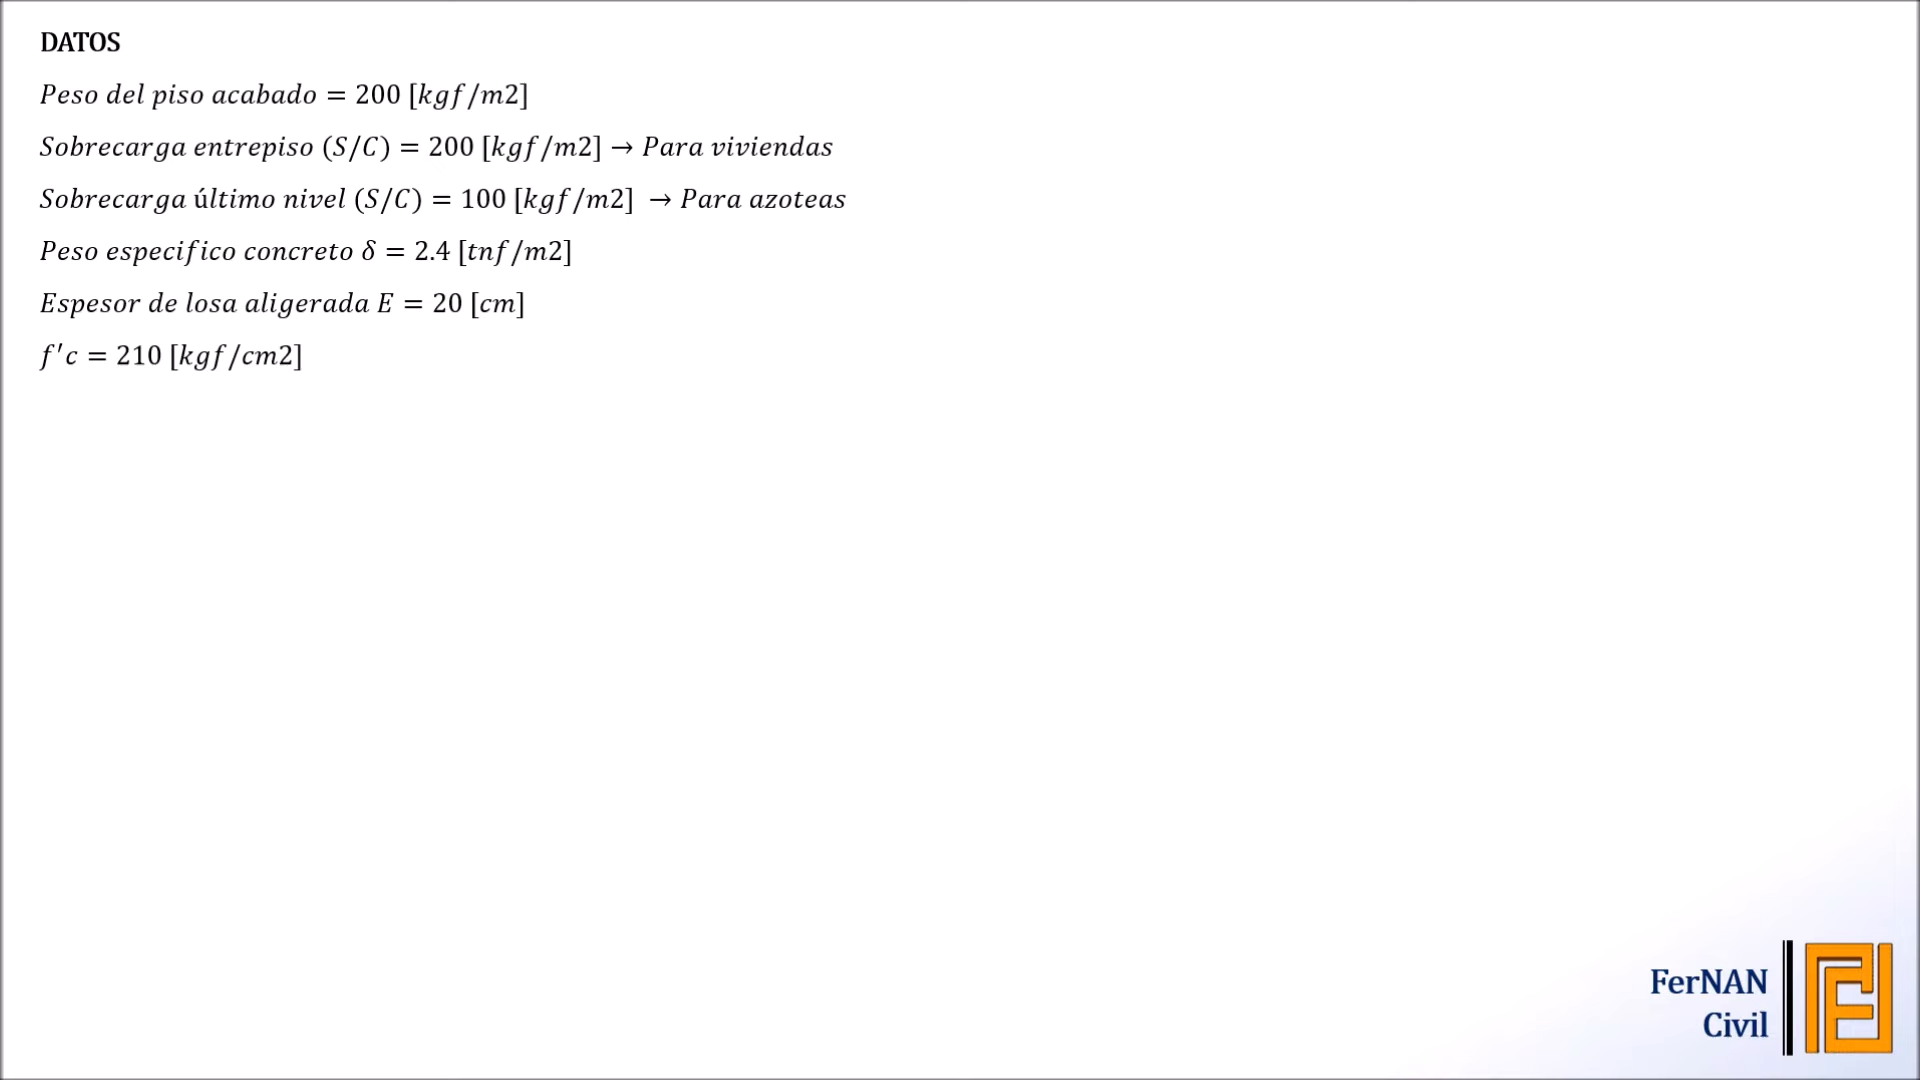 DATOS
Peso del piso acabado = 200 [kgf/m2]
Sobrecarga entrepiso (S/C) = 200 [kgf/m2] → Para viviendas
Sobrecarga último nivel (S/C) = 100 [kgf/m2] → Para azoteas
Peso especifico concreto δ = 2.4 [tnf/m2]
Espesor de losa aligerada E = 20 [cm]
f′c = 210 [kgf/cm2]
FerNAN
Civil